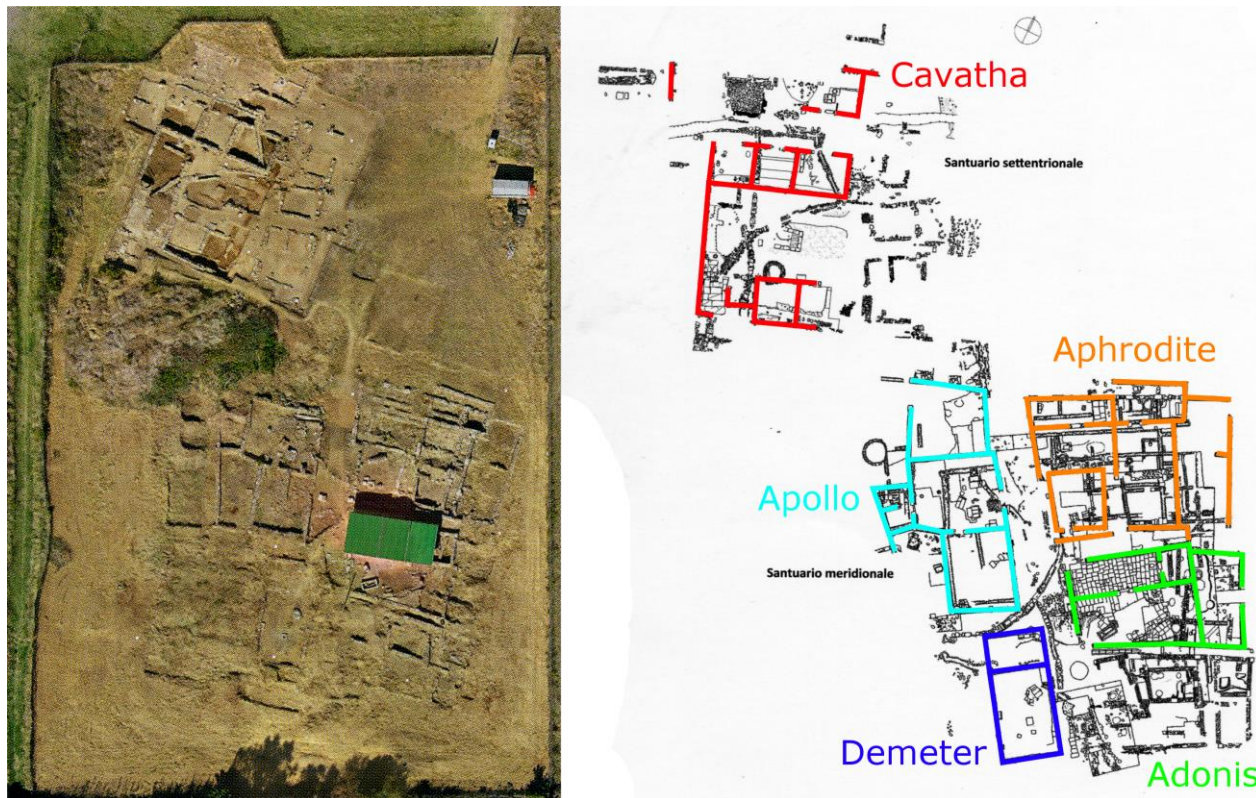 Cavatha
Santuario settentrionale
Aphrodite
Apollo
Santuario meridionale
Demeter
Adonis